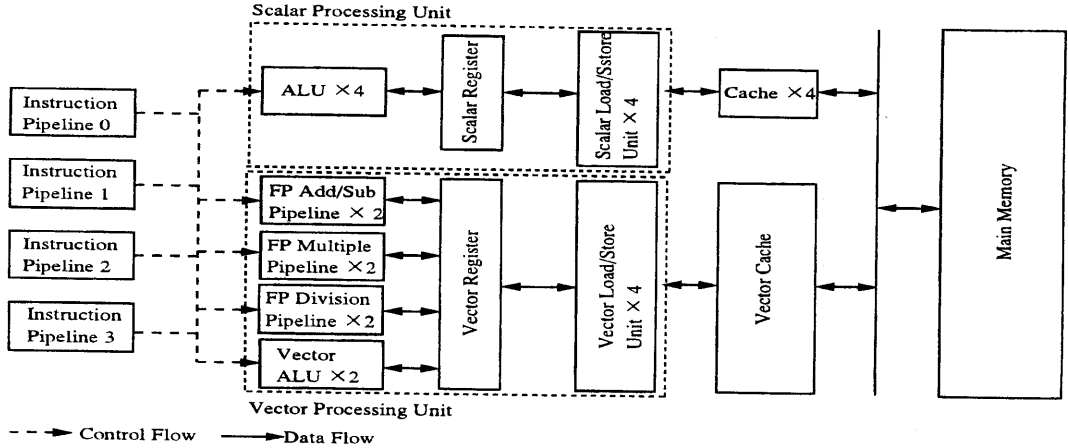 Scalar Processing Unit
Instruction
Pipeline 0
Instruction
Pipeline 1
Instruction
Pipeline 2
Instruction
Pipeline 3
ALU ×4
Scalar Register
Scalar Load/Sstore
Unit × 4
Cache ×4
FP Add/Sub
Pipeline × 2
FP Multiple
Pipeline ×2
FP Division
Pipeline ×2
Vector
ALU ×2
Vector Register
Vector Load/Store
Unit × 4
Vector Cache
Main Memory
Vector Processing Unit
Control Flow
Data Flow